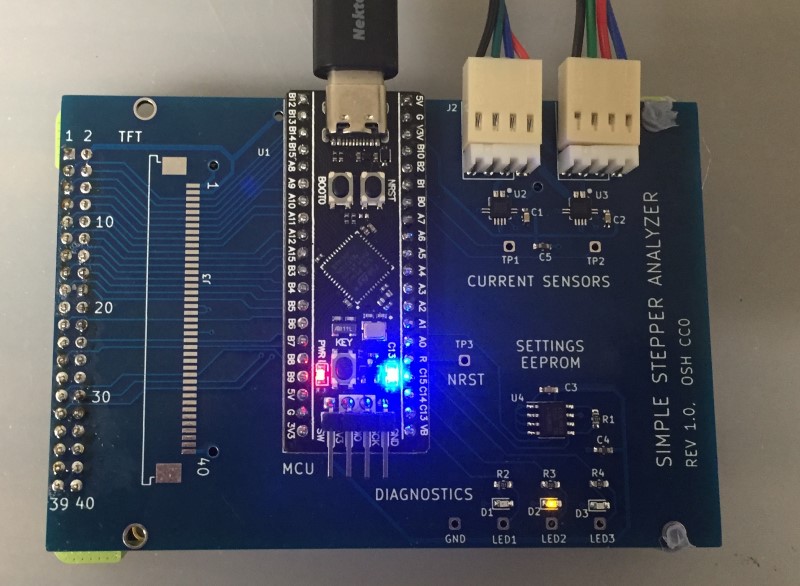 Nekte
1 2 TFT
10
20
30
39 40
1
J3
40
U1
B12
B13
B14
B15
A8
A9
A10
A11
A12
A15
B3
B4
B5
B6
B7
B8
B9
5V
G
3V3
BOOT0
NRST
5V
G
3V3
B10
B2
B1
B0
A7
A6
A5
A4
A3
A2
A1
A0
R
C15
C14
C13
VB
PWR
KEY
C13
GND
MCU
J2
U2
C1
U3
C2
TP1
C5
TP2
CURRENT SENSORS
TP3
NRST
SETTINGS
EEPROM
C3
U4
R1
C4
SIMPLE STEPPER ANALYZER
REV 1.0, OSH CC0
DIAGNOSTICS
R2
R3
R4
D1
D2
D3
GND
LED1
LED2
LED3